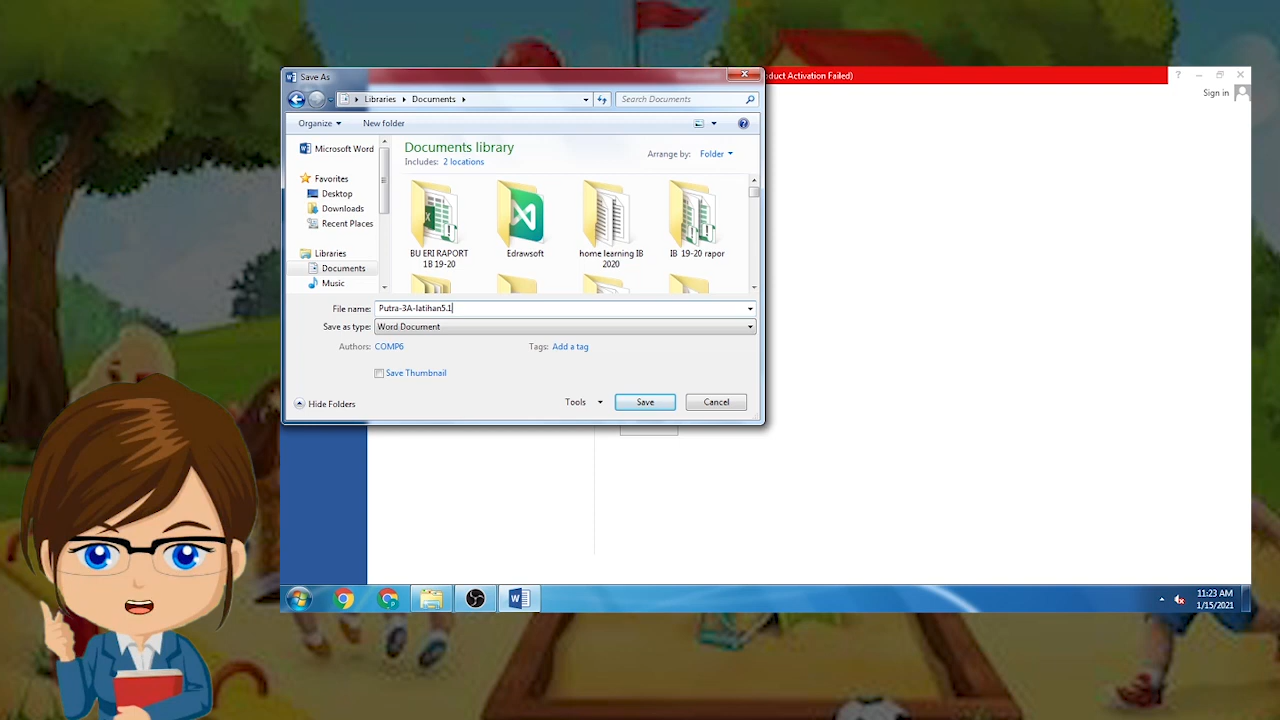 Save As
duct Activation Failed)
Sign in
Libraries
Documents
Search Documents
Organize
New folder
Microsoft Word
Favorites
Desktop
Downloads
Recent Places
Libraries
Documents
Music
Documents library
Includes: 2 locations
Arrange by: Folder
BU ERI RAPORT
1B 19-20
Edrawsoft
home learning IB
2020
IB 19-20 rapor
File name: Putra-3A-latihan5.1
Save as type: Word Document
Authors: COMP6
Tags: Add a tag
Save Thumbnail
Hide Folders
Tools
Save
Cancel
11:23 AM
1/15/2021